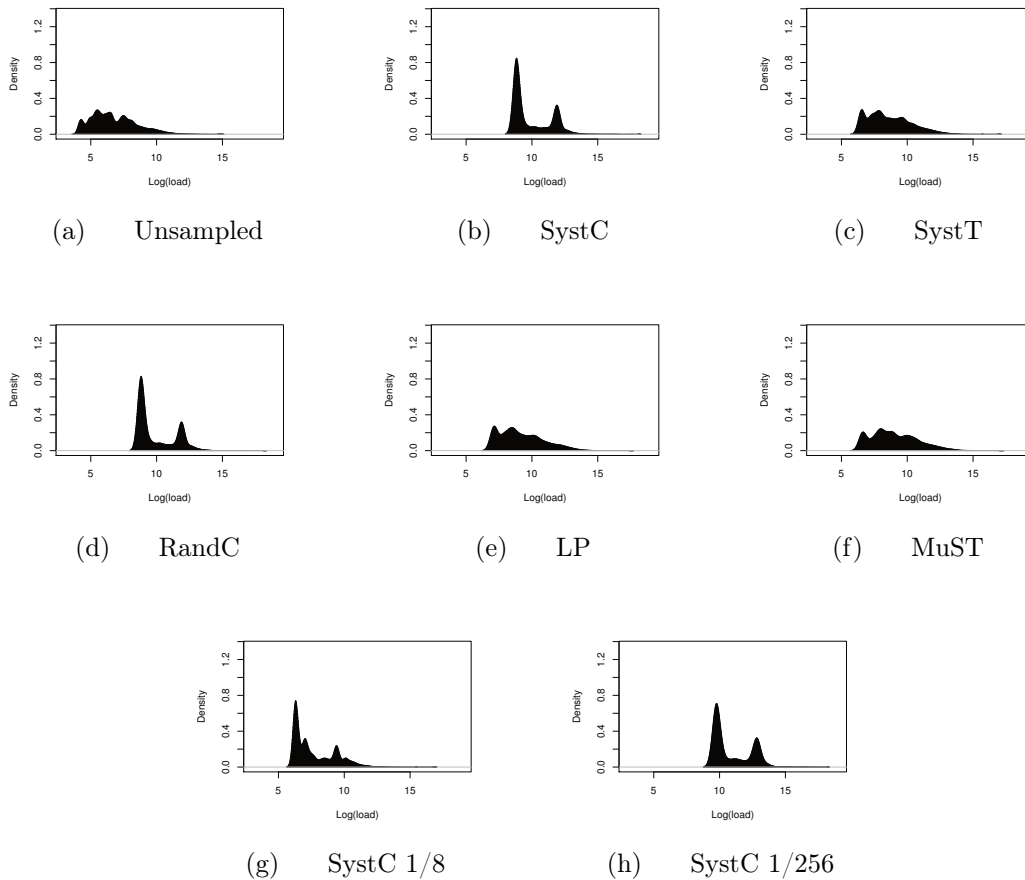 Density
0.0 0.4 0.8 1.2
5 10 15
Log(load)
(a) Unsampled
Density
0.0 0.4 0.8 1.2
5 10 15
Log(load)
(b) SystC
Density
0.0 0.4 0.8 1.2
5 10 15
Log(load)
(c) SystT
Density
0.0 0.4 0.8 1.2
5 10 15
Log(load)
(d) RandC
Density
0.0 0.4 0.8 1.2
5 10 15
Log(load)
(e) LP
Density
0.0 0.4 0.8 1.2
5 10 15
Log(load)
(f) MuST
Density
0.0 0.4 0.8 1.2
5 10 15
Log(load)
(g) SystC 1/8
Density
0.0 0.4 0.8 1.2
5 10 15
Log(load)
(h) SystC 1/256